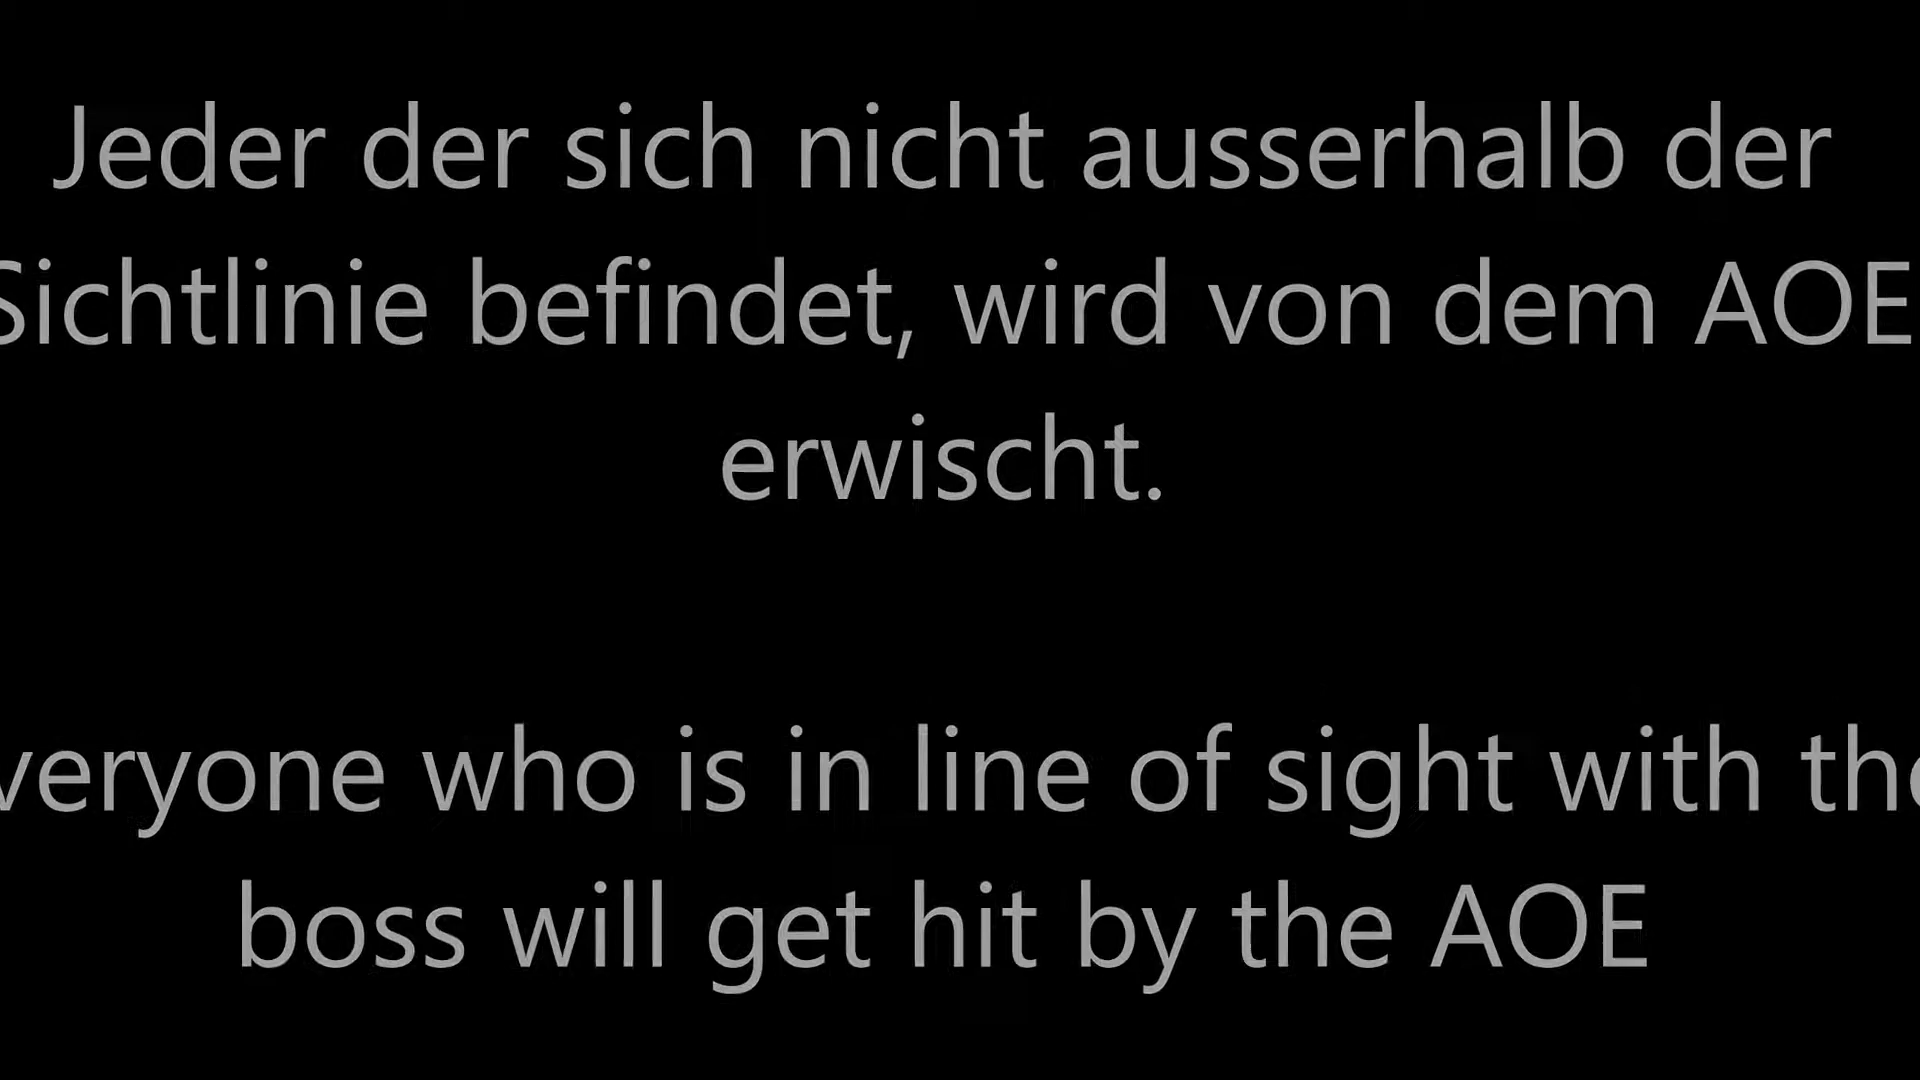 Jeder der sich nicht ausserhalb der
Sichtlinie befindet, wird von dem AOE
erwischt.
veryone who is in line of sight with the
boss will get hit by the AOE